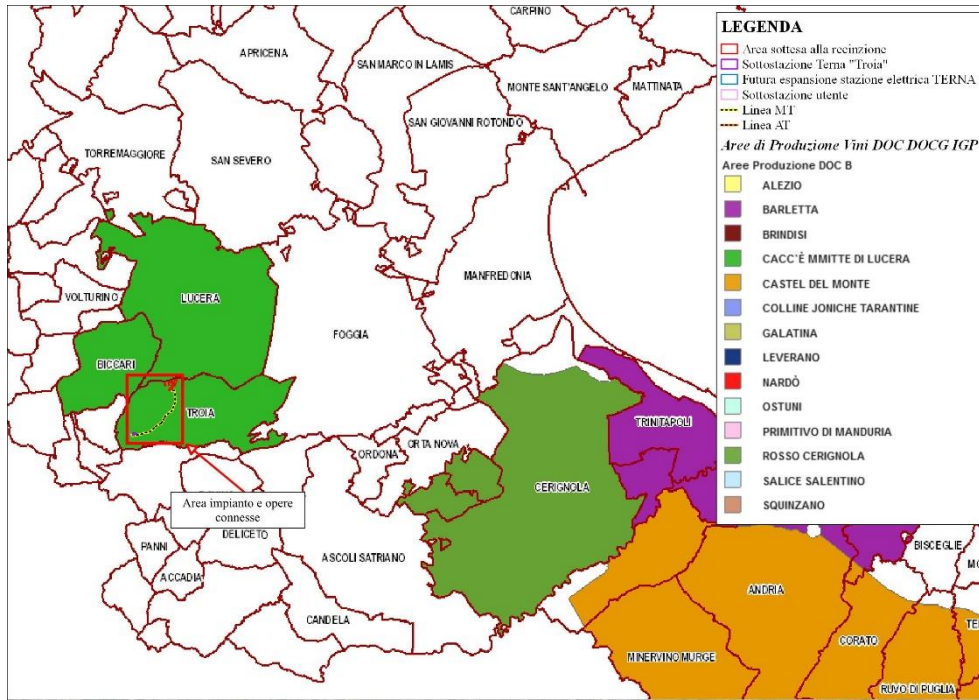 CARPINO
APRICENA
SAN MARCO IN LAMIS
MONTE SANT'ANGELO
MATTINATA
SAN GIOVANNI ROTONDO
TORREMAGGIORE
SAN SEVERO
MANFREDONIA
VOLTURINO
LUCERA
FOGGIA
BICCARI
TROIA
TRINITAPOLI
ORTA NOVA
ORDONA
CERIGNOLA
Area impianto e opere
connesse
DELICETO
PANNI
ASCOLI SATRIANO
ACCADIA
BISCEGLIE
MO
ANDRIA
CANDELA
CORATO
TE
MINERVINO MURGE
RUVO DI PUGLIA
LEGENDA
Area sottesa alla recinzione
Sottostazione Terna "Troia"
Futura espansione stazione elettrica TERNA
Sottostazione utente
Linea MT
Linea AT
Aree di Produzione Vini DOC DOCG IGP
Aree Produzione DOC B
ALEZIO
BARLETTA
BRINDISI
CACC'È MMITTE DI LUCERA
CASTEL DEL MONTE
COLLINE JONICHE TARANTINE
GALATINA
LEVERANO
NARDÒ
OSTUNI
PRIMITIVO DI MANDURIA
ROSSO CERIGNOLA
SALICE SALENTINO
SQUINZANO